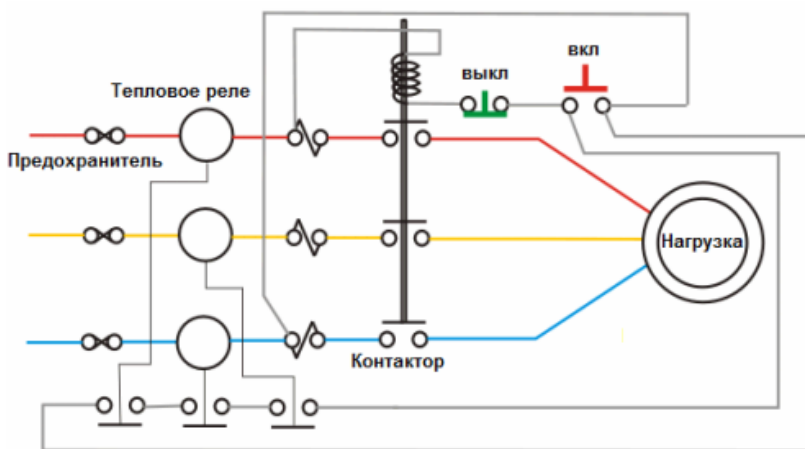 вкл
выкл
Тепловое реле
Предохранитель
Нагрузка
Контактор